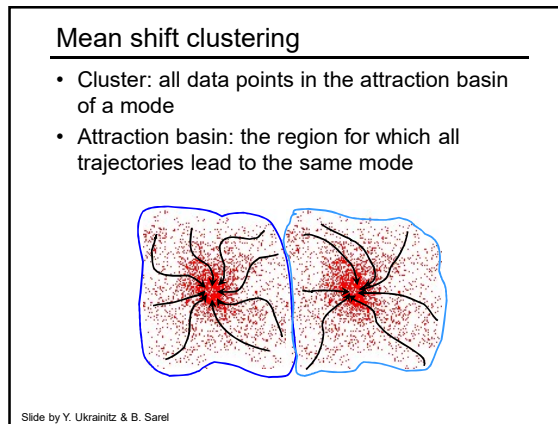 Mean shift clustering
• Cluster: all data points in the attraction basin
of a mode
• Attraction basin: the region for which all
trajectories lead to the same mode
Slide by Y. Ukrainitz & B. Sarel